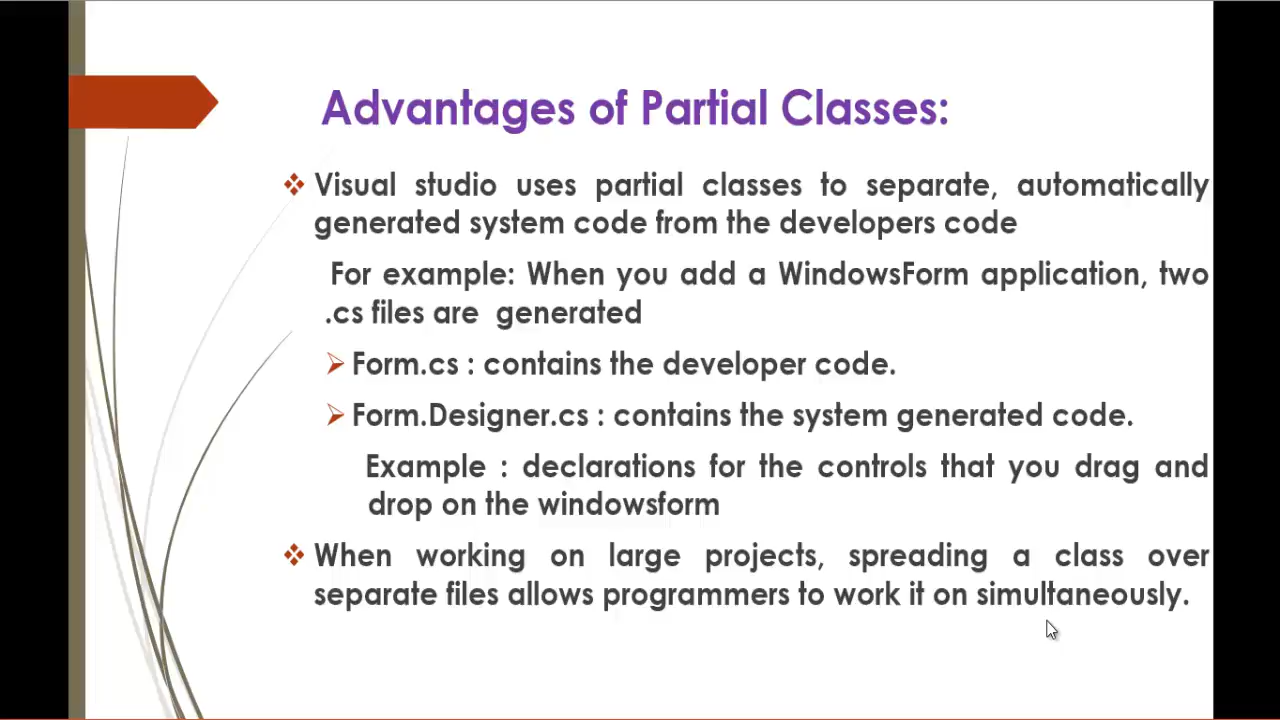 Advantages of Partial Classes:
Visual studio uses partial classes to separate, automatically
generated system code from the developers code
For example: When you add a WindowsForm application, two
.cs files are generated
Form.cs : contains the developer code.
Form.Designer.cs : contains the system generated code.
Example : declarations for the controls that you drag and
drop on the windowsform
When working on large projects, spreading a class over
separate files allows programmers to work it on simultaneously.